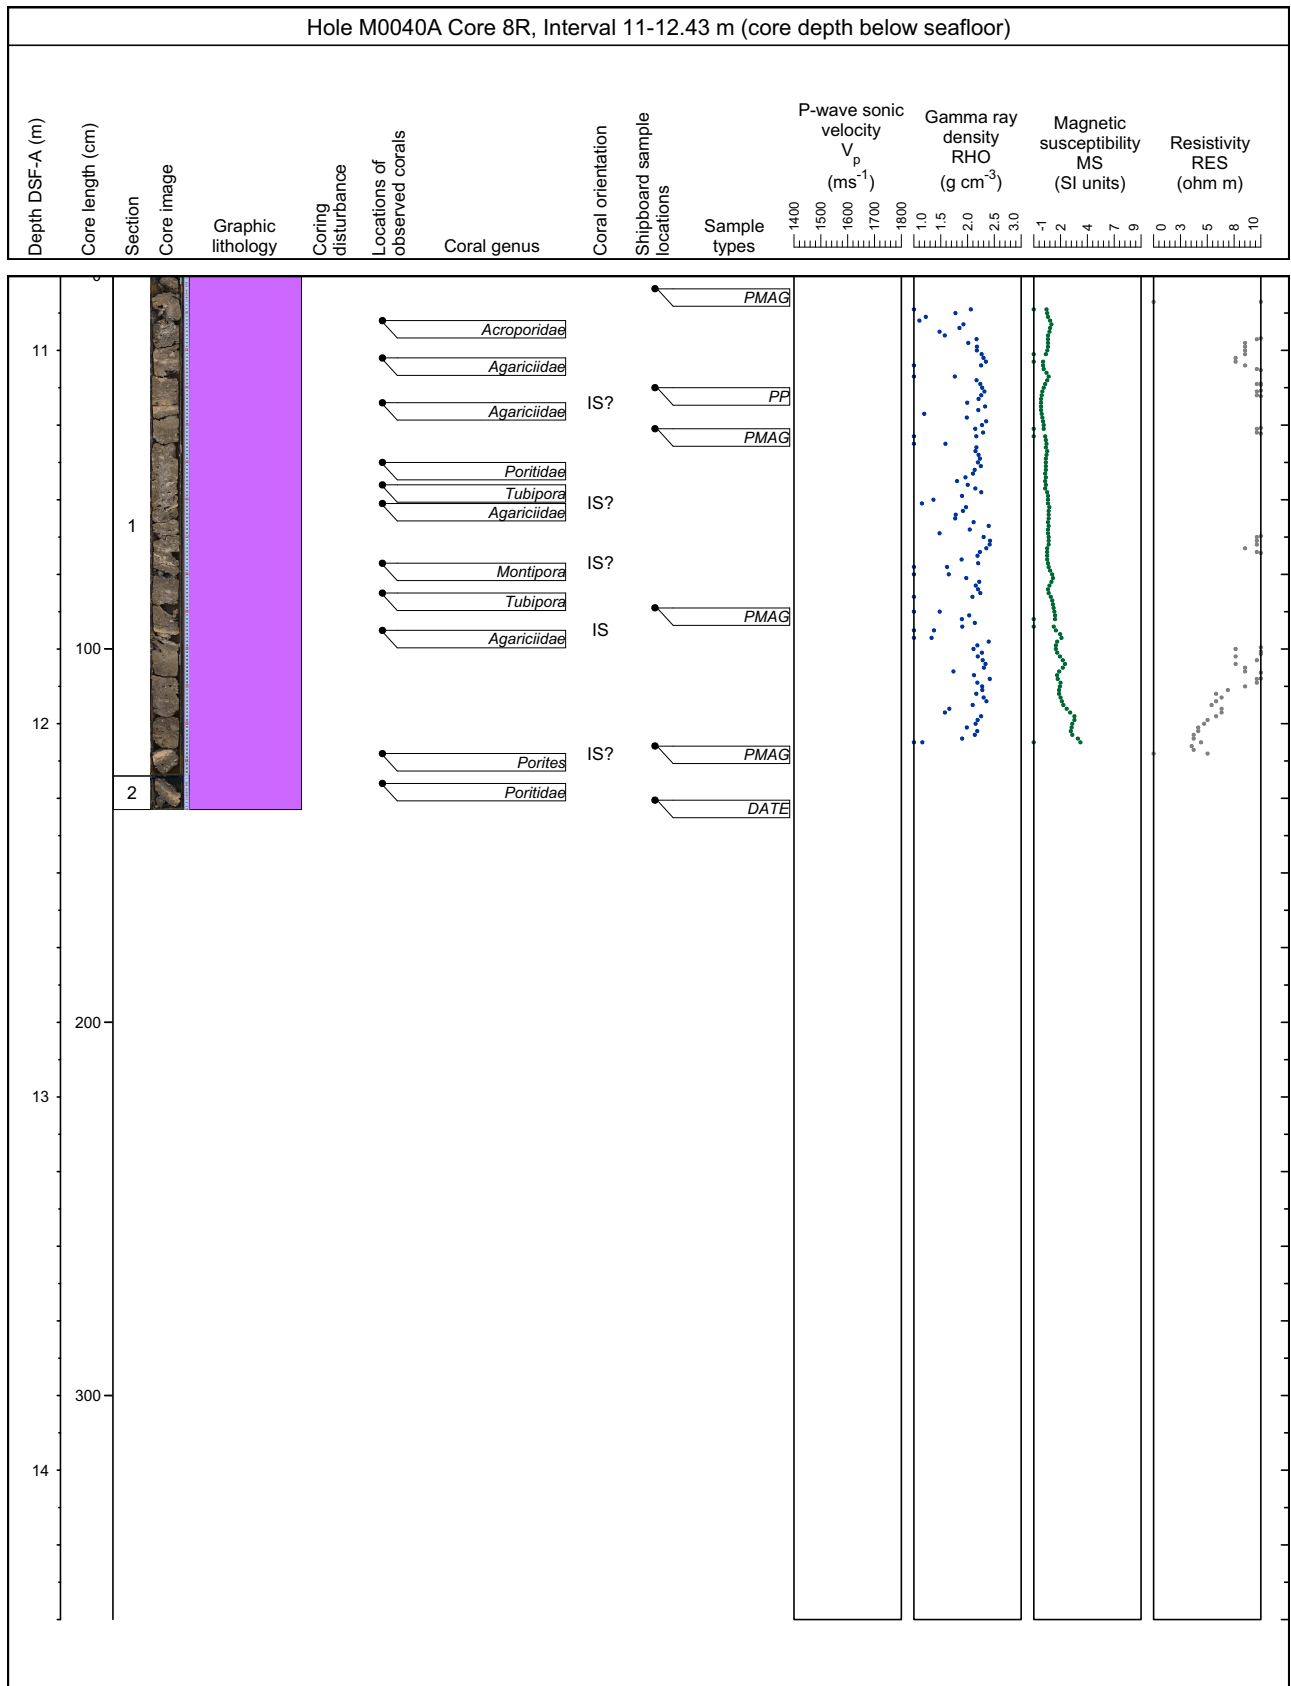 Hole M0040A Core 8R, Interval 11-12.43 m (core depth below seafloor)
Depth DSF-A (m)
Core length (cm)
Section
Core image
Graphic
lithology
Coring
disturbance
Locations of
observed corals
Coral genus
Coral orientation
Shipboard sample
locations
Sample
types
P-wave sonic
velocity
Vp
(ms-1)
1400 1500 1600 1700 1800
Gamma ray
density
RHO
(g cm-3)
1.0 1.5 2.0 2.5 3.0
Magnetic
susceptibility
MS
(SI units)
-1 2 4 7 9
Resistivity
RES
(ohm m)
0 3 5 8 10
PMAG
Acroporidae
11
Agariciidae
PP
IS?
Agariciidae
PMAG
Poritidae
Tubipora
IS?
Agariciidae
1
IS?
Montipora
Tubipora
PMAG
IS
Agariciidae
100
12
IS?
Porites
PMAG
2
Poritidae
DATE
200
13
300
14